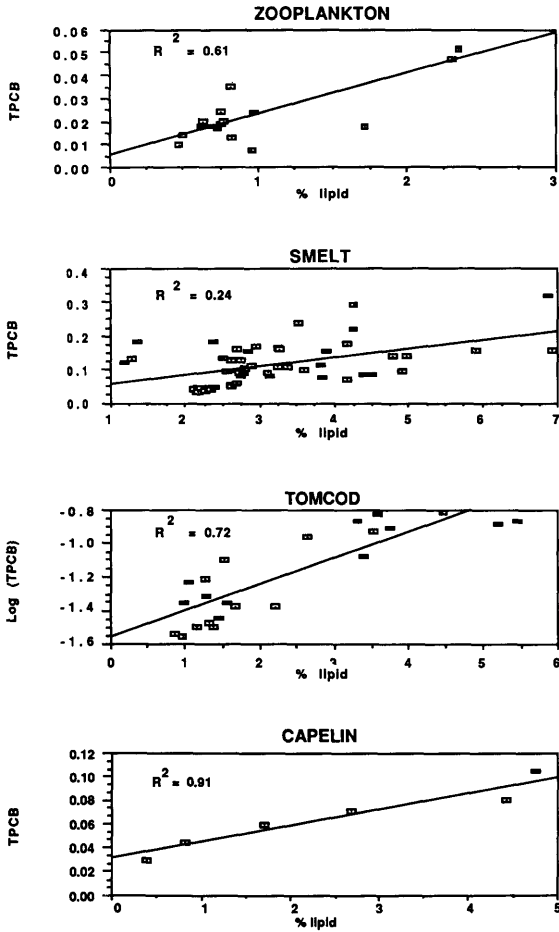 ZOOPLANKTON
0.06
0.05
0.04
0.03
0.02
0.01
0.00
TPCB
R 2 = 0.61
0 1 2 3
% lipid
SMELT
0.4
0.3
0.2
0.1
0.0
TPCB
R 2 = 0.24
1 2 3 4 5 6 7
% lipid
TOMCOD
-0.8
-1.0
-1.2
-1.4
-1.6
Log (TPCB)
R 2 = 0.72
0 1 2 3 4 5 6
% lipid
CAPELIN
0.12
0.10
0.08
0.06
0.04
0.02
0.00
TPCB
R2 = 0.91
0 1 2 3 4 5
% lipid